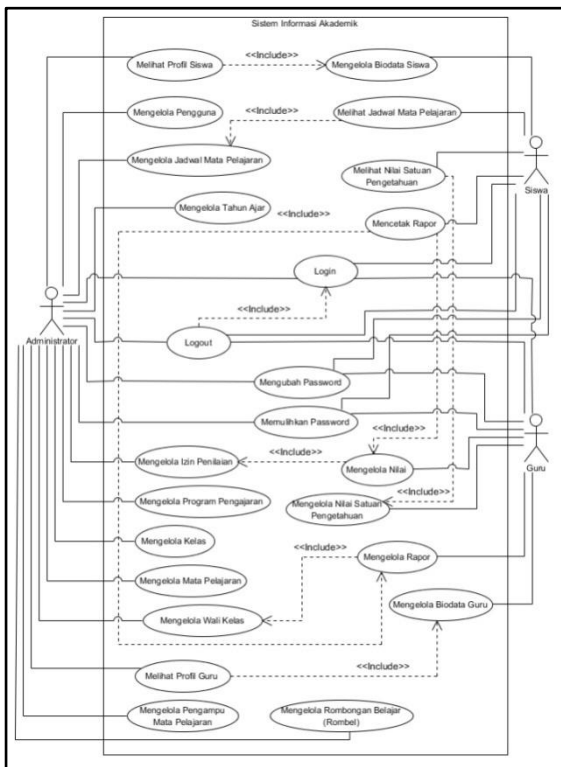 Sistem Informasi Akademik
Melihat Profil Siswa
<<Include>>
Mengelola Biodata Siswa
Mengelola Pengguna
<<Include>>
Melihat Jadwal Mata Pelajaran
Mengelola Jadwal Mata Pelajaran
Melihat Nilai Satuan
Pengetahuan
Siswa
Mengelola Tahun Ajar
<<Include>>
Mencetak Rapor
Login
<<Include>>
Administrator
Logout
Mengubah Password
Memulihkan Password
<<Include>>
Mengelola Izin Penilaian
Mengelola Nilai
Guru
Mengelola Program Pengajaran
<<Include>>
Mengelola Nilai Satuan
Pengetahuan
Mengelola Kelas
<<Include>>
Mengelola Rapor
Mengelola Mata Pelajaran
Mengelola Biodata Guru
Mengelola Wali Kelas
Melihat Profil Guru
<<Include>>
Mengelola Pengampu
Mata Pelajaran
Mengelola Rombongan Belajar
(Rombel)